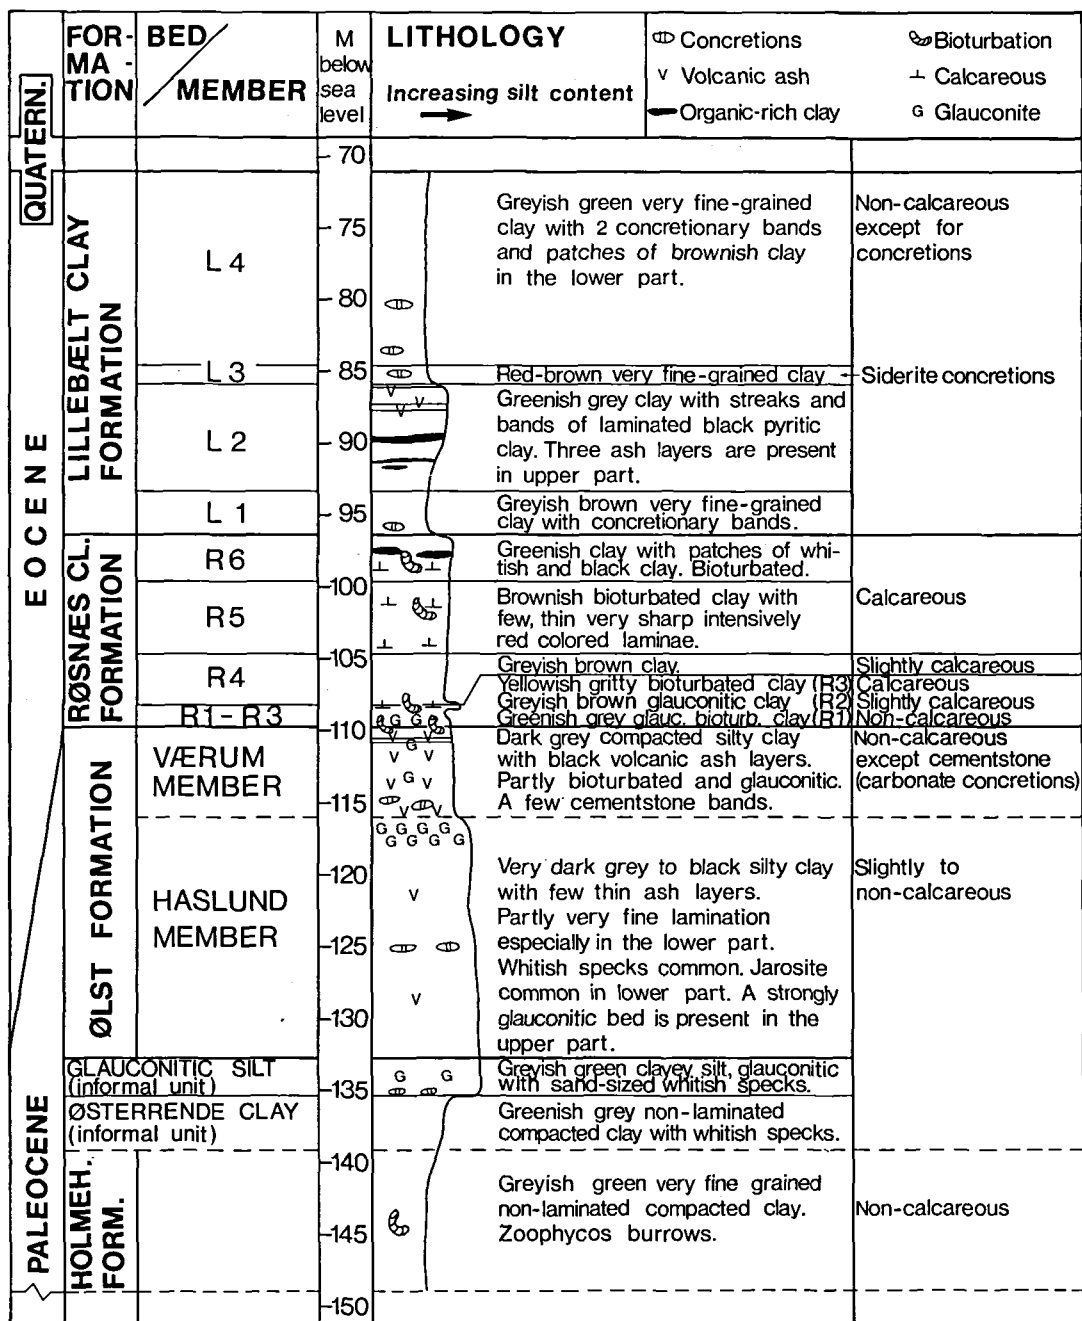 FOR-
MA -
TION
BED/
MEMBER
M
below
sea
level
LITHOLOGY
Increasing silt content
Concretions
v Volcanic ash
Organic-rich clay
Bioturbation
⊥ Calcareous
G Glauconite
QUATERN.
EOCENE
PALEOCENE
LILLEBÆLT CLAY
FORMATION
RØSNÆS CL.
FORMATION
ØLST FORMATION
HOLMEH.
FORM.
L 4
L 3
L 2
L 1
R6
R5
R4
R1-R3
VÆRUM
MEMBER
HASLUND
MEMBER
GLAUCONITIC SILT
(informal unit)
ØSTERRENDE CLAY
(informal unit)
- 70
- 75
- 80
- 85
- 90
- 95
-100
-105
-110
-115
-120
-125
-130
-135
-140
-145
-150
Greyish green very fine-grained
clay with 2 concretionary bands
and patches of brownish clay
in the lower part.
Non-calcareous
except for
concretions
Red-brown very fine-grained clay
Siderite concretions
Greenish grey clay with streaks and
bands of laminated black pyritic
clay. Three ash layers are present
in upper part.
Greyish brown very fine-grained
clay with concretionary bands.
Greenish clay with patches of whi-
tish and black clay. Bioturbated.
Brownish bioturbated clay with
few, thin very sharp intensively
red colored laminae.
Calcareous
Greyish brown clay.
Slightly calcareous
Yellowish gritty bioturbated clay (R3)
Calcareous
Greyish brown glauconitic clay (R2)
Slightly calcareous
Greenish grey glauc. bioturb. clay (R1)
Non-calcareous
Dark grey compacted silty clay
with black volcanic ash layers.
Partly bioturbated and glauconitic.
A few cementstone bands.
Non-calcareous
except cementstone
(carbonate concretions)
Very dark grey to black silty clay
with few thin ash layers.
Partly very fine lamination
especially in the lower part.
Whitish specks common. Jarosite
common in lower part. A strongly
glauconitic bed is present in the
upper part.
Slightly to
non-calcareous
Greyish green clayey silt, glauconitic
with sand-sized whitish specks.
Greenish grey non-laminated
compacted clay with whitish specks.
Greyish green very fine grained
non-laminated compacted clay.
Zoophycos burrows.
Non-calcareous